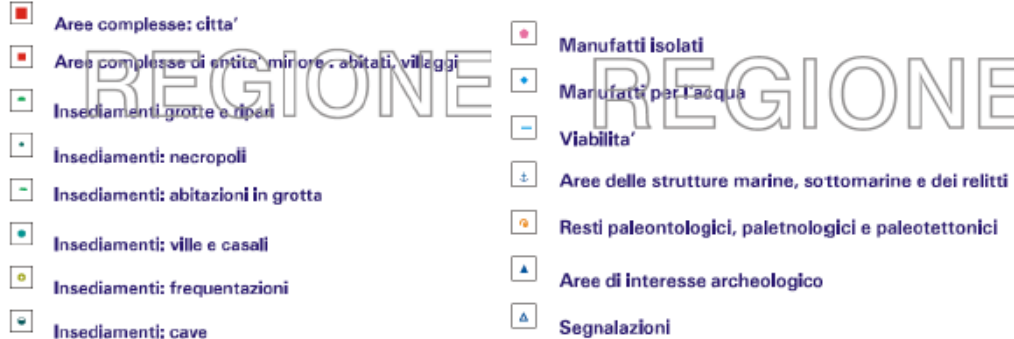 Aree complesse: citta'
Aree complesse di entita' minore : abitati, villaggi
Insediamenti grotte e ripari
Insediamenti: necropoli
Insediamenti: abitazioni in grotta
Insediamenti: ville e casali
Insediamenti: frequentazioni
Insediamenti: cave
REGIONE
Manufatti isolati
Manufatti per l'acqua
Viabilita'
Aree delle strutture marine, sottomarine e dei relitti
Resti paleontologici, paletnologici e paleotettonici
Aree di interesse archeologico
Segnalazioni
REGIONE